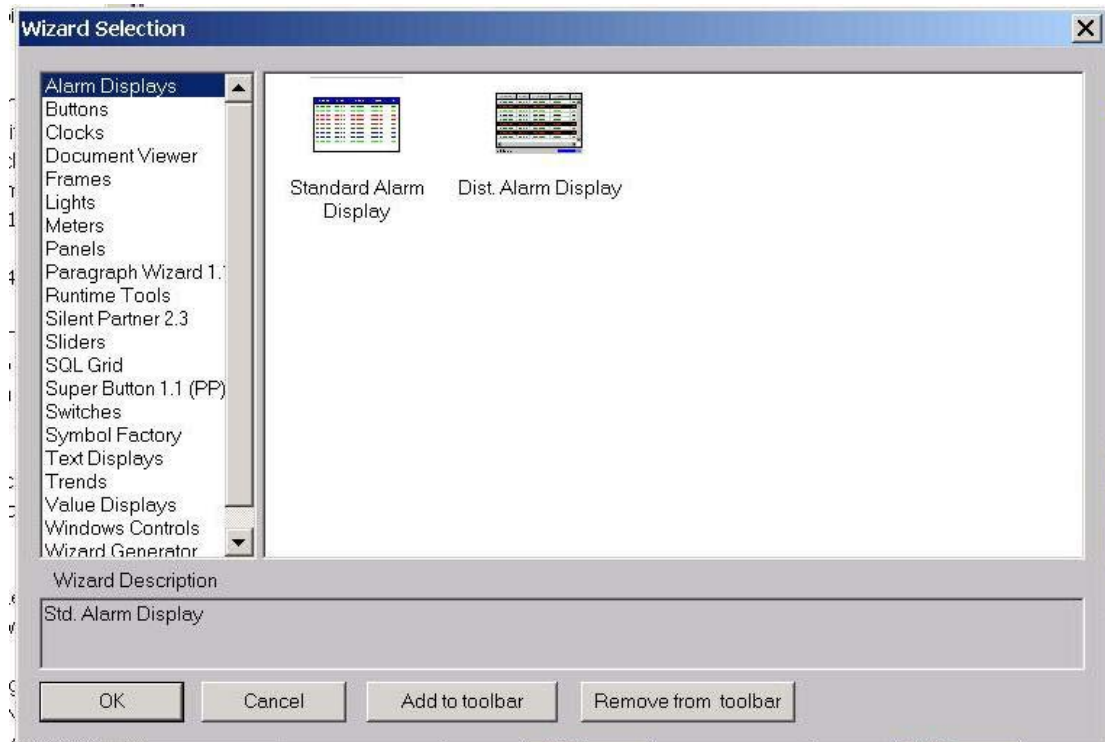 Wizard Selection
Alarm Displays
Buttons
Clocks
Document Viewer
Frames
Lights
Meters
Panels
Paragraph Wizard 1.
Runtime Tools
Silent Partner 2.3
Sliders
SQL Grid
Super Button 1.1 (PP)
Switches
Symbol Factory
Text Displays
Trends
Value Displays
Windows Controls
Wizard Generator
Standard Alarm
Display
Dist. Alarm Display
Wizard Description
Std. Alarm Display
OK
Cancel
Add to toolbar
Remove from toolbar